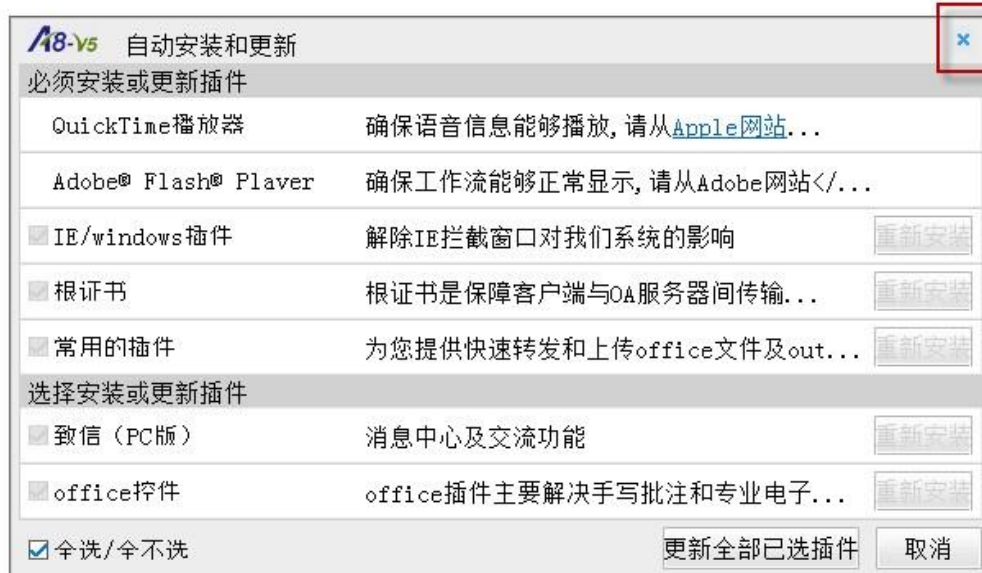 A8-V5 自动安装和更新 ×
必须安装或更新插件
QuickTime播放器 确保语音信息能够播放,请从Apple网站...
Adobe® Flash® Player 确保工作流能够正常显示,请从Adobe网站</...
IE/windows插件 解除IE拦截窗口对我们系统的影响 重新安装
根证书 根证书是保障客户端与OA服务器间传输... 重新安装
常用的插件 为您提供快速转发和上传office文件及out... 重新安装
选择安装或更新插件
致信（PC版） 消息中心及交流功能 重新安装
office控件 office插件主要解决手写批注和专业电子... 重新安装
全选/全不选 更新全部已选插件 取消